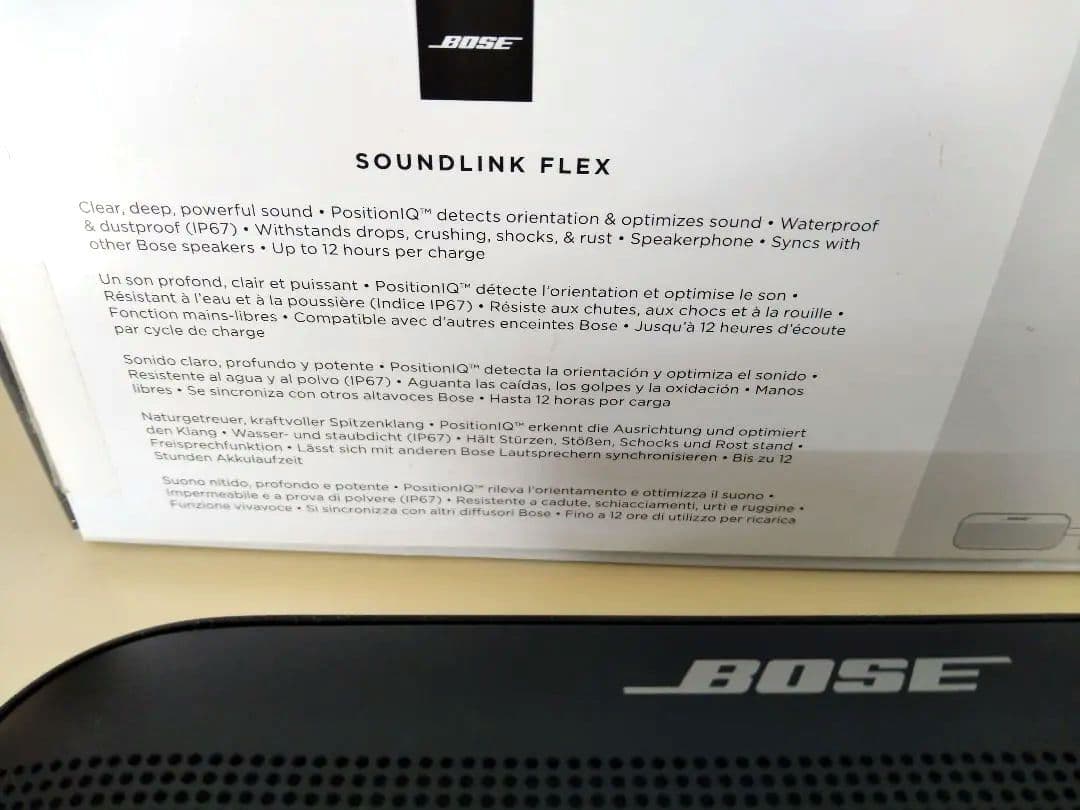 BOSE
SOUNDLINK FLEX
Clear, deep, powerful sound • PositionIQ™ detects orientation & optimizes sound • Waterproof
& dustproof (IP67) • Withstands drops, crushing, shocks, & rust • Speakerphone • Syncs with
other Bose speakers • Up to 12 hours per charge
Un son profond, clair et puissant • PositionIQ™ détecte l'orientation et optimise le son •
Résistant à l'eau et à la poussière (Indice IP67) • Résiste aux chutes, aux chocs et à la rouille •
Fonction mains-libres • Compatible avec d'autres enceintes Bose • Jusqu'à 12 heures d'écoute
par cycle de charge
Sonido claro, profundo y potente • PositionIQ™ detecta la orientación y optimiza el sonido •
Resistente al agua y al polvo (IP67) • Aguanta las caídas, los golpes y la oxidación • Manos
libres • Se sincroniza con otros altavoces Bose • Hasta 12 horas por carga
Naturgetreuer, kraftvoller Spitzenklang • PositionIQ™ erkennt die Ausrichtung und optimiert
den Klang • Wasser- und staubdicht (IP67) • Hält Stürzen, Stößen, Schocks und Rost stand •
Freisprechfunktion • Lässt sich mit anderen Bose Lautsprechern synchronisieren • Bis zu 12
Stunden Akkulaufzeit
Suono nitido, profondo e potente • PositionIQ™ rileva l'orientamento e ottimizza il suono •
Impermeabile e a prova di polvere (IP67) • Resistente a cadute, schiacciamenti, urti e ruggine •
Funzione vivavoce • Si sincronizza con altri diffusori Bose • Fino a 12 ore di utilizzo per ricarica
BOSE